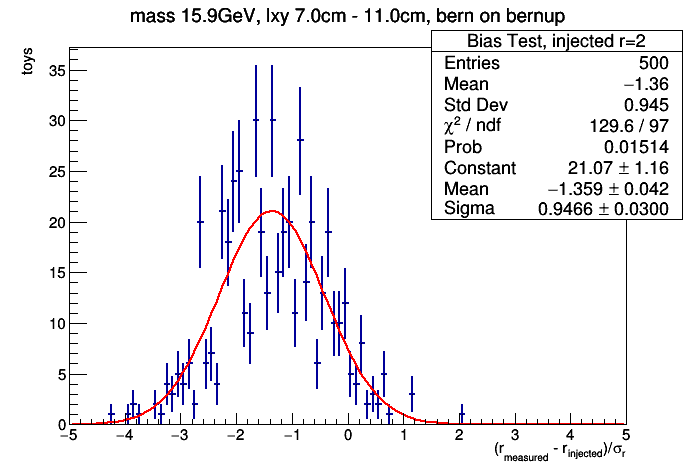 mass 15.9GeV, lxy 7.0cm - 11.0cm, bern on bernup
Bias Test, injected r=2
Entries 500
Mean −1.36
Std Dev 0.945
χ² / ndf 129.6 / 97
Prob 0.01514
Constant 21.07 ± 1.16
Mean −1.359 ± 0.042
Sigma 0.9466 ± 0.0300
toys
35
30
25
20
15
10
5
0
−5 −4 −3 −2 −1 0 1 2 3 4 5
(r_measured - r_injected)/σ_r